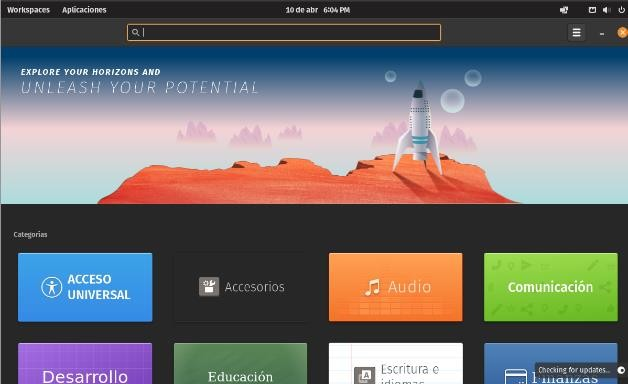 Workspaces Aplicaciones 10 de abr 6:04 PM
EXPLORE YOUR HORIZONS AND
UNLEASH YOUR POTENTIAL
Categorías
ACCESO
UNIVERSAL
Accesorios
Audio
Comunicación
Desarrollo
Educación
Escritura e
idiomas
Finanzas
Checking for updates...